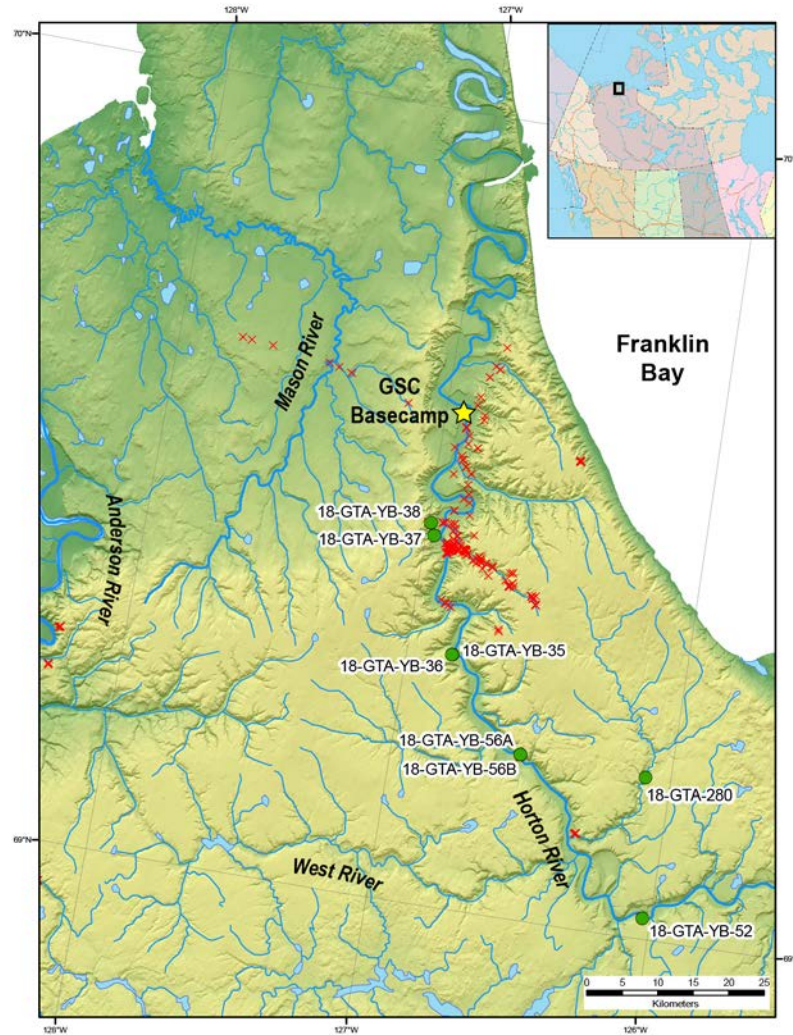 128°W
127°W
70°N
70°
Franklin
Bay
Mason River
GSC
Basecamp
Anderson River
18-GTA-YB-38
18-GTA-YB-37
18-GTA-YB-35
18-GTA-YB-36
18-GTA-YB-56A
18-GTA-YB-56B
18-GTA-280
Horton River
69°N
West River
18-GTA-YB-52
69°
0 5 10 15 20 25
Kilometers
128°W
127°W
126°W